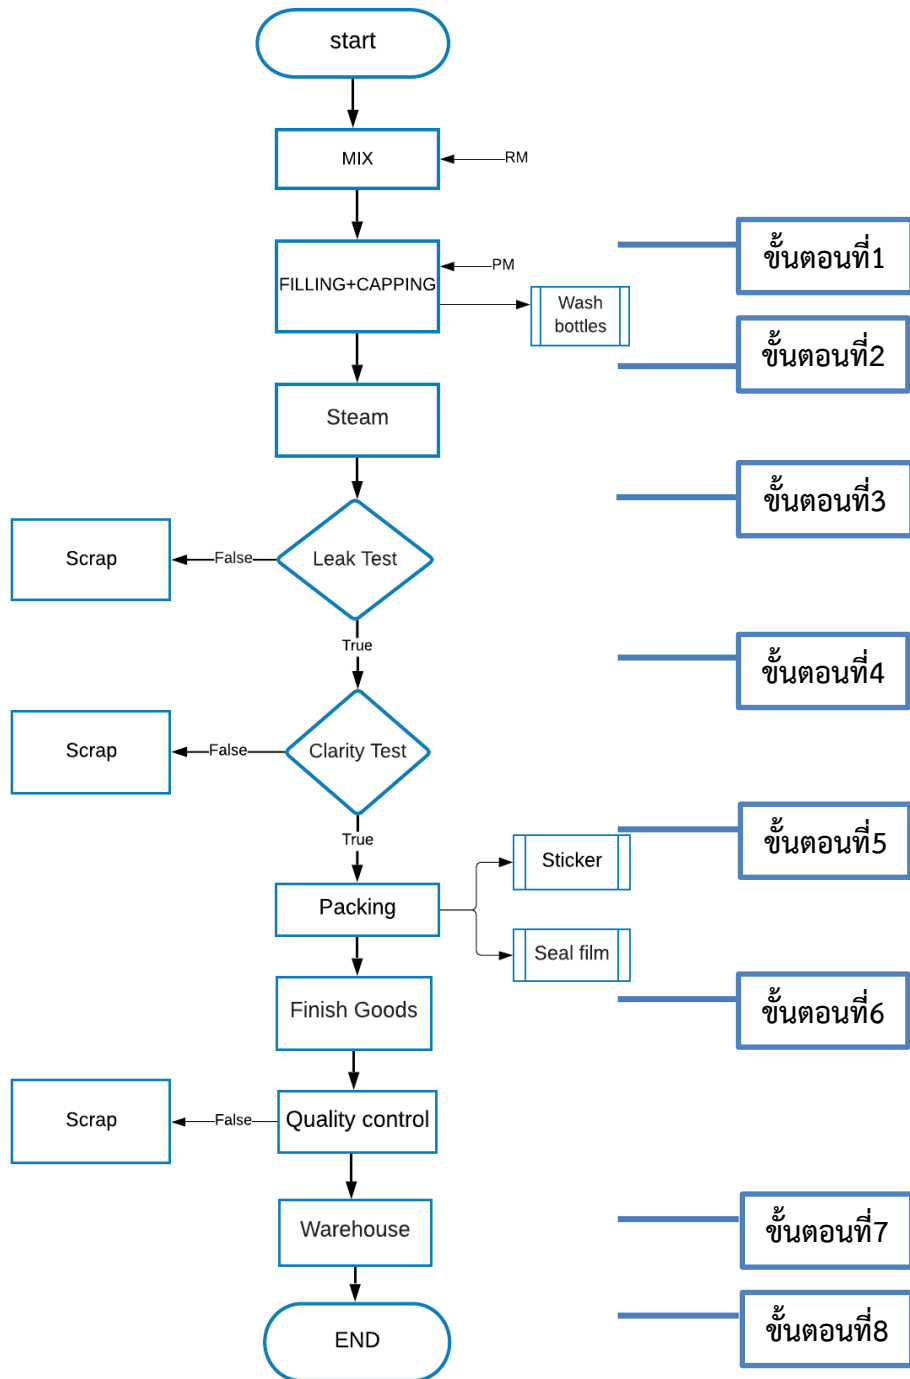 start
MIX
RM
ขั้นตอนที่1
PM
FILLING+CAPPING
Wash
bottles
ขั้นตอนที่2
Steam
ขั้นตอนที่3
Scrap
False
Leak Test
True
ขั้นตอนที่4
Scrap
False
Clarity Test
True
ขั้นตอนที่5
Sticker
Packing
Seal film
Finish Goods
ขั้นตอนที่6
Scrap
False
Quality control
Warehouse
ขั้นตอนที่7
END
ขั้นตอนที่8